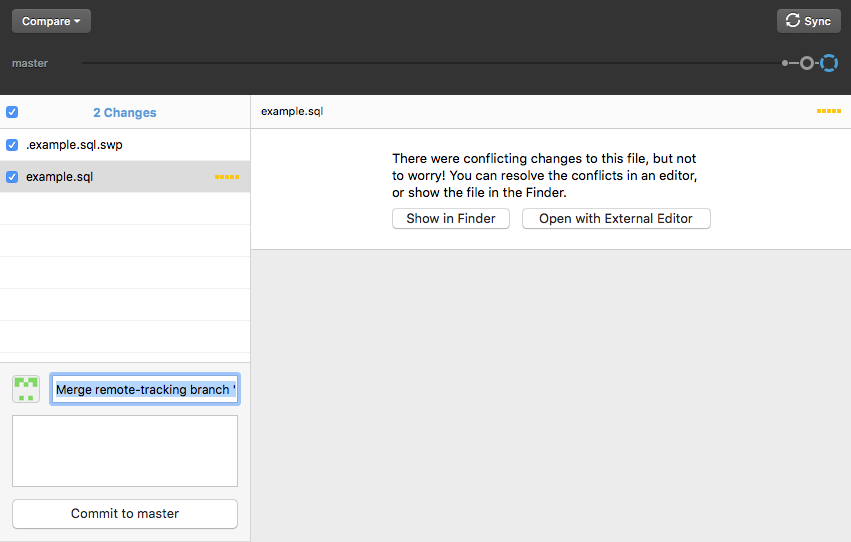 Compare
Sync
master
2 Changes
example.sql
.example.sql.swp
example.sql
There were conflicting changes to this file, but not
to worry! You can resolve the conflicts in an editor,
or show the file in the Finder.
Show in Finder
Open with External Editor
Merge remote-tracking branch '
Commit to master